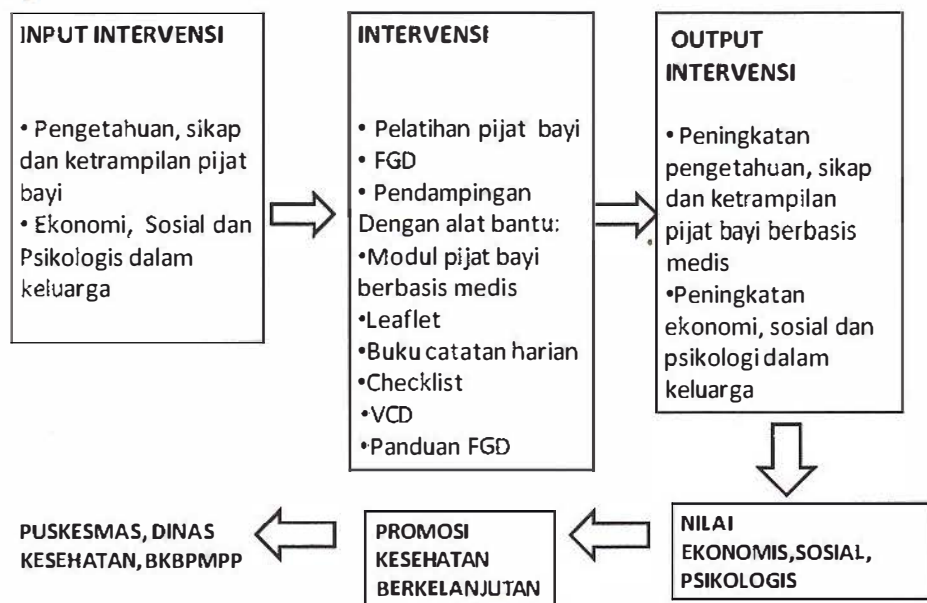 INPUT INTERVENSI
• Pengetahuan, sikap
dan ketrampilan pijat
bayi
• Ekonomi, Sosial dan
Psikologis dalam
keluarga
INTERVENSI
• Pelatihan pijat bayi
• FGD
• Pendampingan
Dengan alat bantu:
•Modul pijat bayi
berbasis medis
•Leaflet
•Buku catatan harian
•Checklist
•VCD
•Panduan FGD
OUTPUT
INTERVENSI
• Peningkatan
pengetahuan, sikap
dan ketrampilan
pijat bayi berbasis
medis
•Peningkatan
ekonomi, sosial dan
psikologi dalam
keluarga
NILAI
EKONOMIS,SOSIAL,
PSIKOLOGIS
PROMOSI
KESEHATAN
BERKELANJUTAN
PUSKESMAS, DINAS
KESEHATAN, BKBPMPP